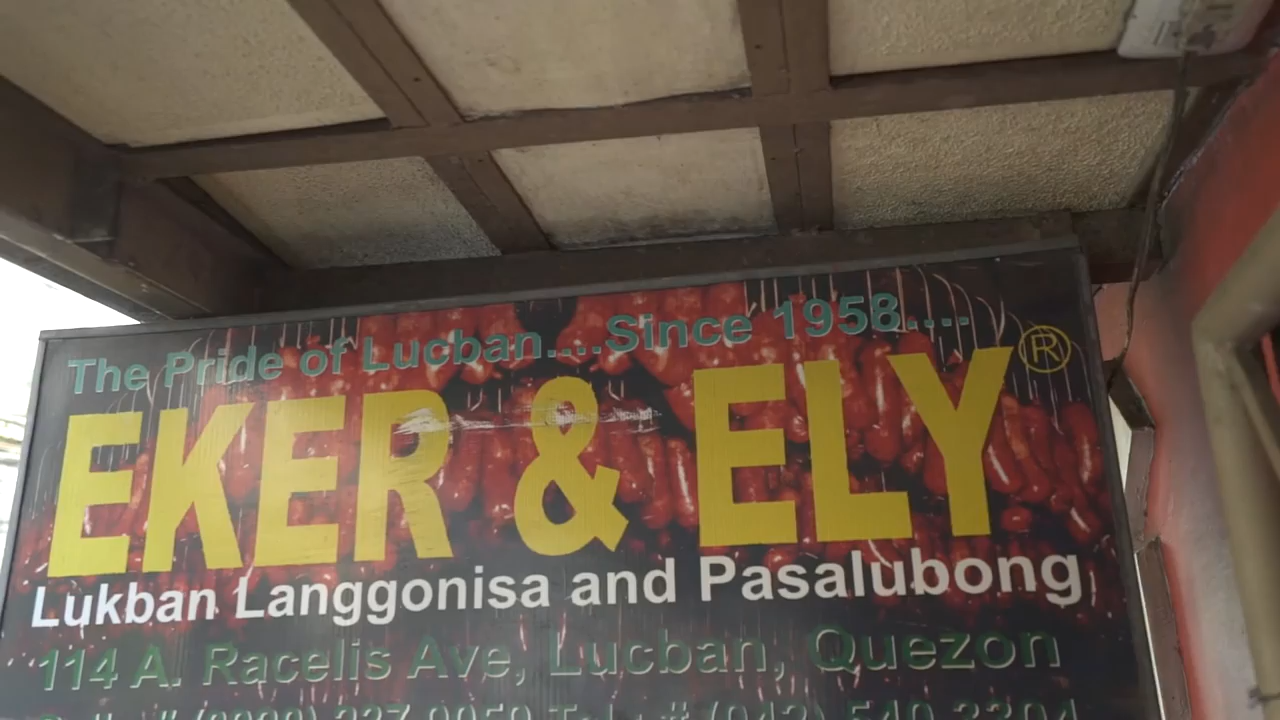 The Pride of Lucban....Since 1958....
EKER & ELY ®
Lukban Langgonisa and Pasalubong
114 A. Racelis Ave, Lucban, Quezon